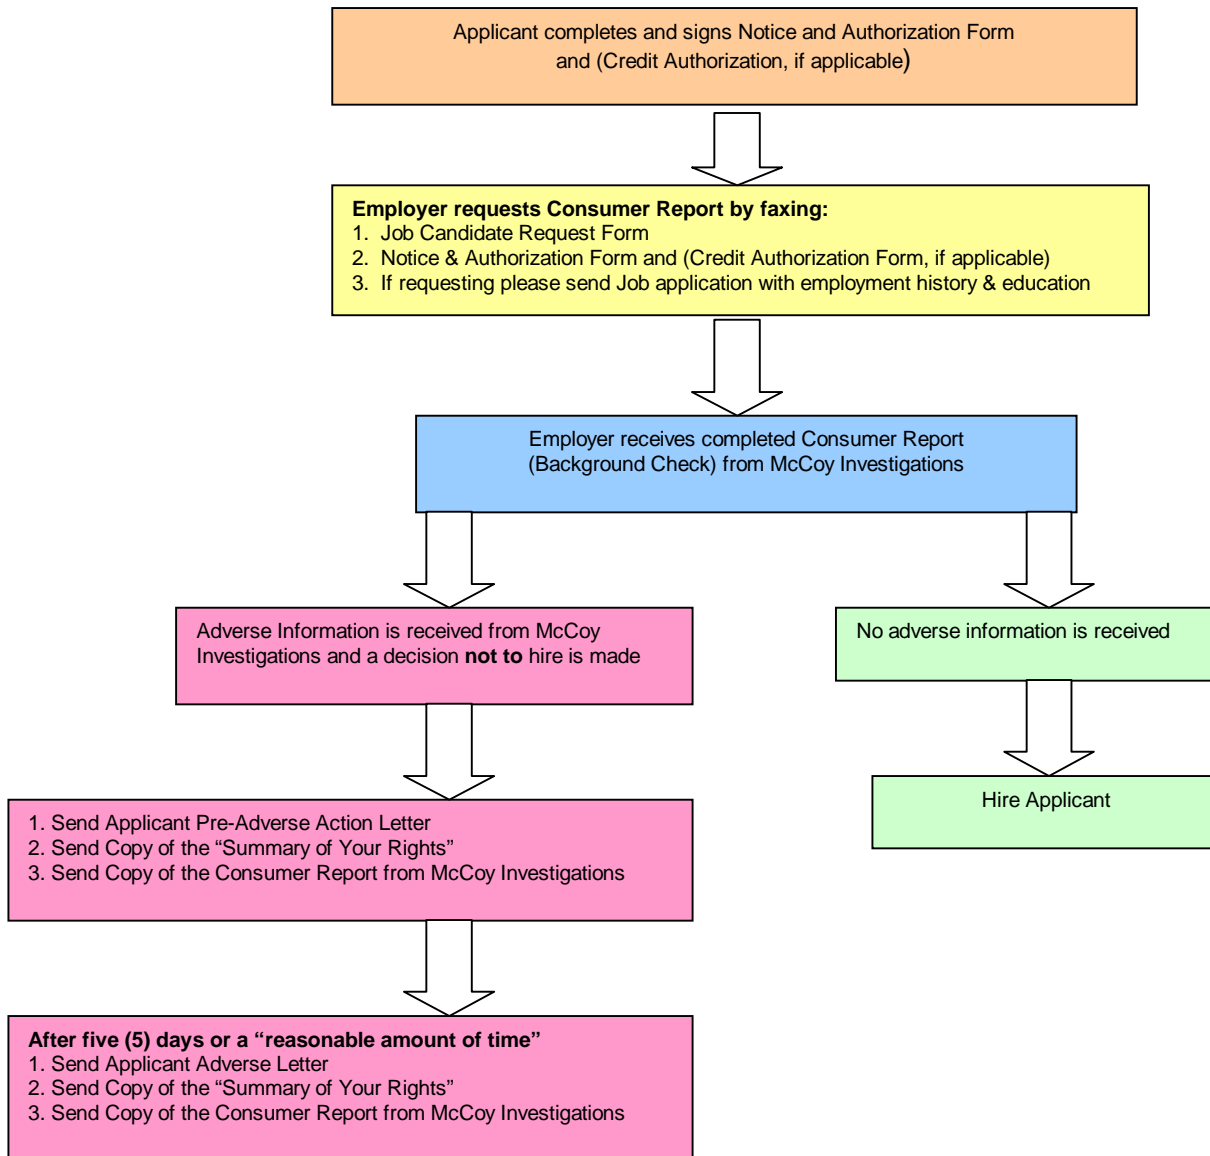 Applicant completes and signs Notice and Authorization Form
and (Credit Authorization, if applicable)
Employer requests Consumer Report by faxing:
1. Job Candidate Request Form
2. Notice & Authorization Form and (Credit Authorization Form, if applicable)
3. If requesting please send Job application with employment history & education
Employer receives completed Consumer Report
(Background Check) from McCoy Investigations
Adverse Information is received from McCoy
Investigations and a decision not to hire is made
No adverse information is received
Hire Applicant
1. Send Applicant Pre-Adverse Action Letter
2. Send Copy of the “Summary of Your Rights”
3. Send Copy of the Consumer Report from McCoy Investigations
After five (5) days or a “reasonable amount of time”
1. Send Applicant Adverse Letter
2. Send Copy of the “Summary of Your Rights”
3. Send Copy of the Consumer Report from McCoy Investigations